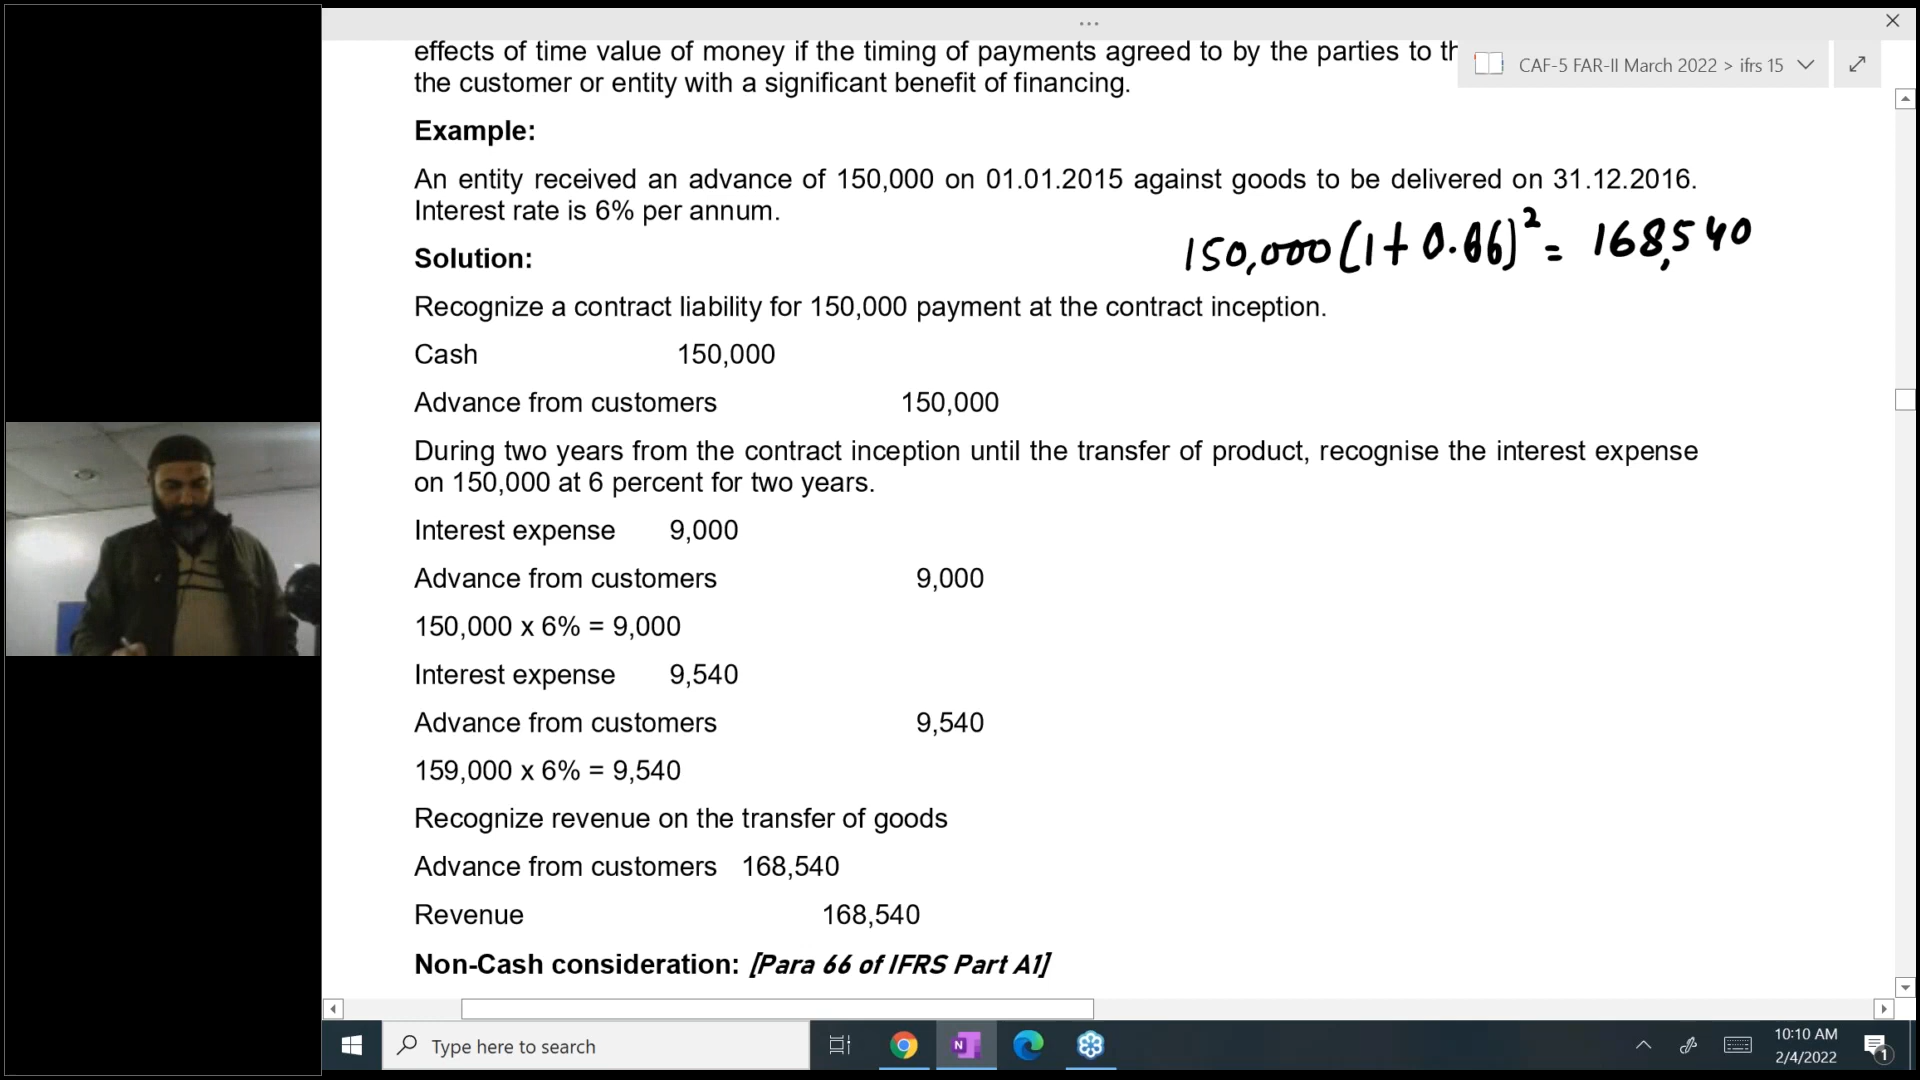 effects of time value of money if the timing of payments agreed to by the parties to th
the customer or entity with a significant benefit of financing.
CAF-5 FAR-II March 2022 > ifrs 15
Example:
An entity received an advance of 150,000 on 01.01.2015 against goods to be delivered on 31.12.2016.
Interest rate is 6% per annum.
150,000(1+0.06)² = 168,540
Solution:
Recognize a contract liability for 150,000 payment at the contract inception.
Cash 150,000
Advance from customers 150,000
During two years from the contract inception until the transfer of product, recognise the interest expense
on 150,000 at 6 percent for two years.
Interest expense 9,000
Advance from customers 9,000
150,000 x 6% = 9,000
Interest expense 9,540
Advance from customers 9,540
159,000 x 6% = 9,540
Recognize revenue on the transfer of goods
Advance from customers 168,540
Revenue 168,540
Non-Cash consideration: [Para 66 of IFRS Part A1]
Type here to search
N
10:10 AM
2/4/2022
1